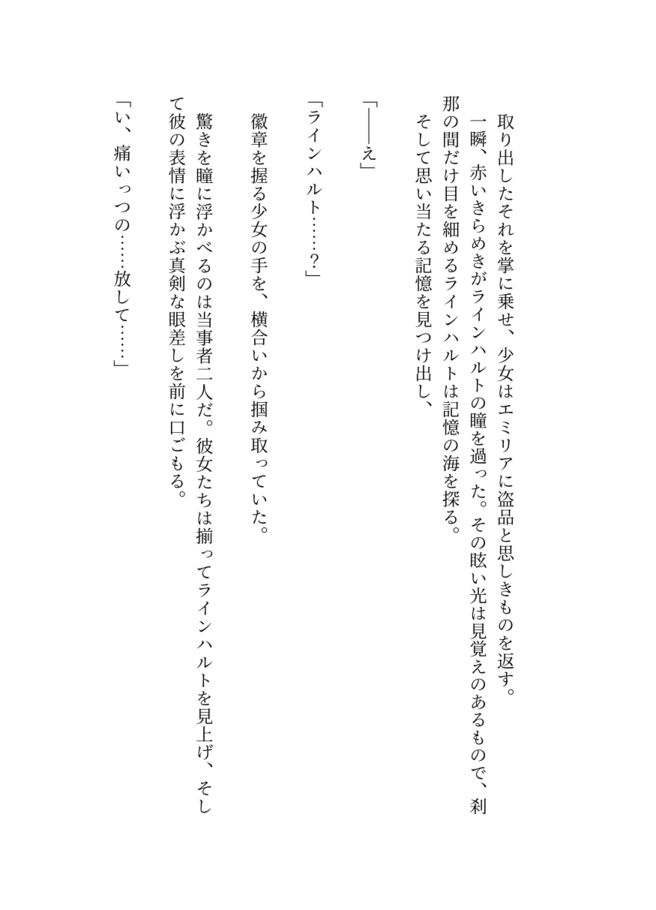 取り出したそれを掌に乗せ、少女はエミリアに盗品と思しきものを返す。
一瞬、赤いきらめきがラインハルトの瞳を過った。その眩い光は見覚えのあるもので、刹
那の間だけ目を細めるラインハルトは記憶の海を探る。
そして思い当たる記憶を見つけ出し、
「――え」
「ラインハルト……？」
徽章を握る少女の手を、横合いから掴み取っていた。
驚きを瞳に浮かべるのは当事者二人だ。彼女たちは揃ってラインハルトを見上げ、そし
て彼の表情に浮かぶ真剣な眼差しを前に口ごもる。
「い、痛いっつの……放して……」